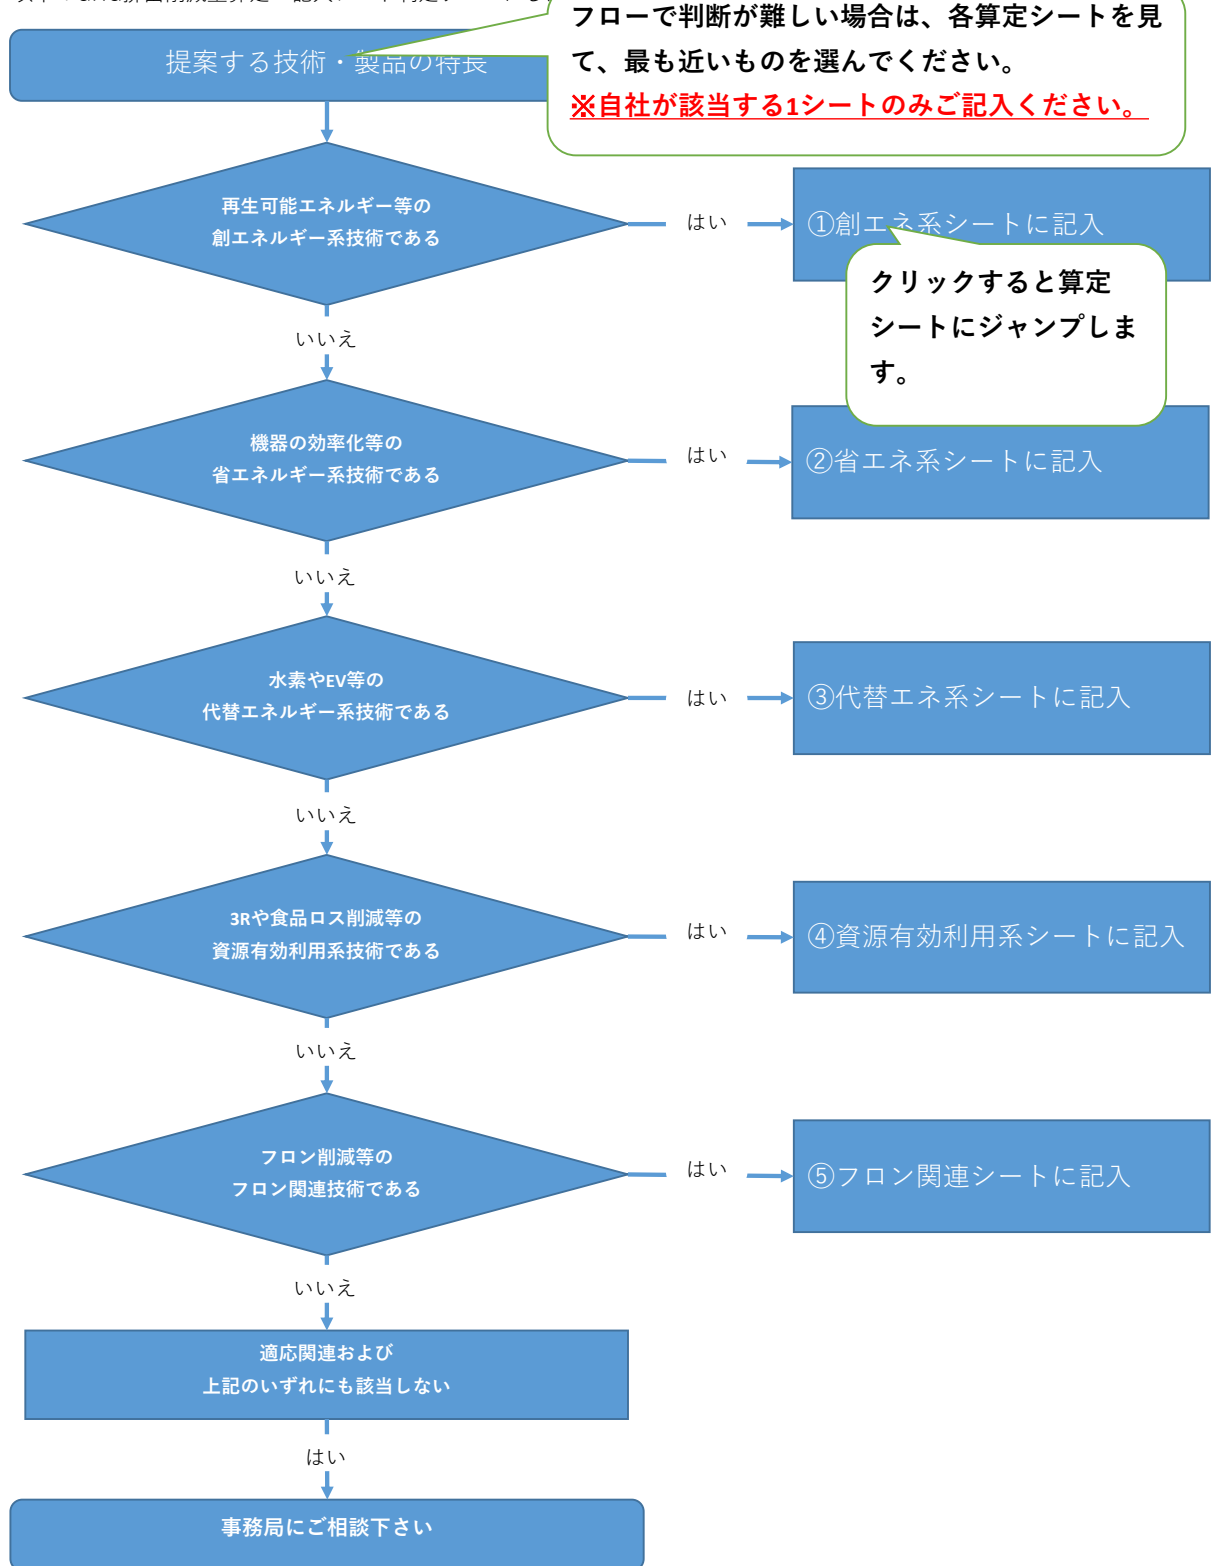 フローで判断が難しい場合は、各算定シートを見
て、最も近いものを選んでください。
※自社が該当する1シートのみご記入ください。
提案する技術・製品の特長
再生可能エネルギー等の
創エネルギー系技術である
はい
①創エネ系シートに記入
クリックすると算定
シートにジャンプしま
す。
いいえ
機器の効率化等の
省エネルギー系技術である
はい
②省エネ系シートに記入
いいえ
水素やEV等の
代替エネルギー系技術である
はい
③代替エネ系シートに記入
いいえ
3Rや食品ロス削減等の
資源有効利用系技術である
はい
④資源有効利用系シートに記入
いいえ
フロン削減等の
フロン関連技術である
はい
⑤フロン関連シートに記入
いいえ
適応関連および
上記のいずれにも該当しない
はい
事務局にご相談下さい